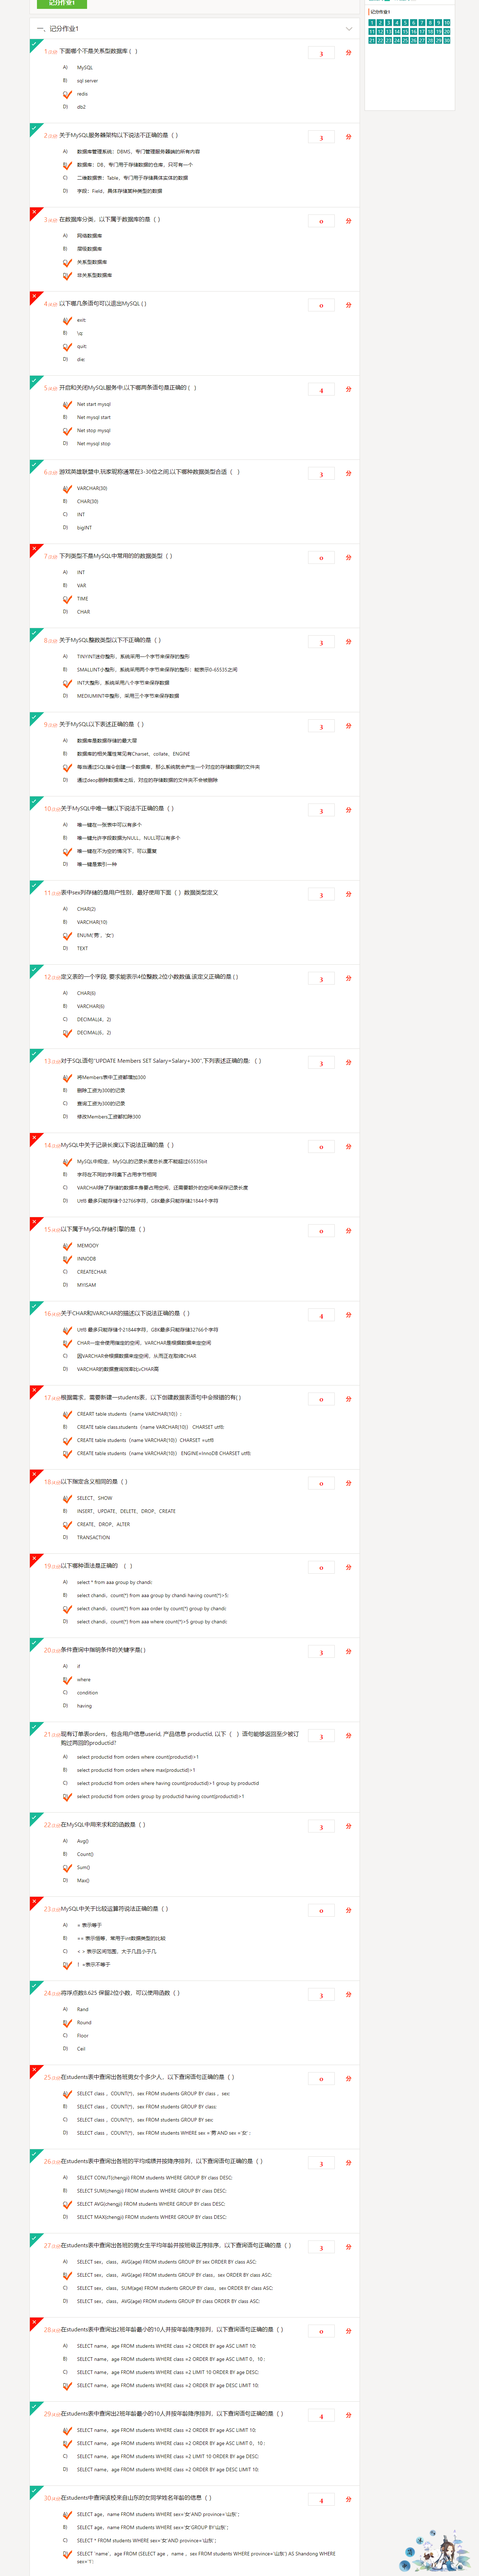 记分作业1
一、记分作业1
记分作业1
1 2 3 4 5 6 7 8 9 10
11 12 13 14 15 16 17 18 19 20
21 22 23 24 25 26 27 28 29 30
1 下面哪个不是关系型数据库 ( ) 3 分
A) MySQL
B) sql server
C) redis
D) db2
2 关于MySQL服务器架构以下说法不正确的是 ( ) 3 分
A) 数据库管理系统：DBMS，专门管理服务器端的所有内容
B) 数据库：DB，专门用于存储数据的仓库，只可有一个
C) 二维数据表：Table，专门用于存储具体实体的数据
D) 字段：Field，具体存储某种类型的数据
3 在数据库分类，以下属于数据库的是 ( ) 0 分
A) 网络数据库
B) 层级数据库
C) 关系型数据库
D) 非关系型数据库
4 以下哪几条语句可以退出MySQL ( ) 0 分
A) exit;
B) \q
C) quit;
D) die;
5 开启和关闭MySQL服务中,以下哪两条语句是正确的 ( ) 4 分
A) Net start mysql
B) Net mysql start
C) Net stop mysql
D) Net mysql stop
6 游戏英雄联盟中,玩家昵称通常在3-30位之间,以下哪种数据类型合适 ( ) 3 分
A) VARCHAR(30)
B) CHAR(30)
C) INT
D) bigINT
7 下列类型不是MySQL中常用的的数据类型 ( ) 0 分
A) INT
B) VAR
C) TIME
D) CHAR
8 关于MySQL整数类型以下不正确的是 ( ) 3 分
A) TINYINT迷你整形，系统采用一个字节来保存的整形
B) SMALLINT小整形，系统采用两个字节来保存的整形：能表示0-65535之间
C) INT大整形，系统采用八个字节来保存数据
D) MEDIUMINT中整形，采用三个字节来保存数据
9 关于MySQL以下表述正确的是 ( ) 3 分
A) 数据库是数据存储的最大层
B) 数据库的相关属性常见有Charset，collate，ENGINE
C) 每当通过SQL指令创建一个数据库，那么系统就会产生一个对应的存储数据的文件夹
D) 通过drop删除数据库之后，对应的存储数据的文件夹不会被删除
10 关于MySQL中唯一键以下说法不正确的是 ( ) 3 分
A) 唯一键在一张表中可以有多个
B) 唯一键允许字段数据为NULL，NULL可以有多个
C) 唯一键在不为空的情况下，可以重复
D) 唯一键是索引一种
11 表中sex列存储的是用户性别，最好使用下面 ( ) 数据类型定义 3 分
A) CHAR(2)
B) VARCHAR(10)
C) ENUM('男'，'女')
D) TEXT
12 定义表的一个字段, 要求能表示4位整数,2位小数数值,该定义正确的是 ( ) 3 分
A) CHAR(6)
B) VARCHAR(6)
C) DECIMAL(4，2)
D) DECIMAL(6，2)
13 对于SQL语句"UPDATE Members SET Salary=Salary+300",下列表述正确的是: ( ) 3 分
A) 将Members表中工资都增加300
B) 删除工资为300的记录
C) 查询工资为300的记录
D) 修改Members工资都扣除300
14 MySQL中关于记录长度以下说法正确的是 ( ) 0 分
A) MySQL中规定，MySQL的记录长度总长度不能超过65535bit
B) 字符在不同的字符集下占用字节相同
C) VARCHAR除了存储的数据本身要占用空间，还需要额外的空间来保存记录长度
D) Utf8 最多只能存储个32766字符，GBK最多只能存储21844个字符
15 以下属于MySQL存储引擎的是 ( ) 0 分
A) MEMOOY
B) INNODB
C) CREATECHAR
D) MYISAM
16 关于CHAR和VARCHAR的描述以下说法正确的是 ( ) 4 分
A) Utf8 最多只能存储个21844字符，GBK最多只能存储32766个字符
B) CHAR一定会使用指定的空间，VARCHAR是根据数据来定空间
C) 因VARCHAR会根据数据来定空间，从而正在取缔CHAR
D) VARCHAR的数据查询效率比vCHAR高
17 根据需求，需要新建一students表，以下创建数据表语句中会报错的有( ) 0 分
A) CREART table students（name VARCHAR(10)）;
B) CREATE table class.students（name VARCHAR(10)） CHARSET utf8;
C) CREATE table students（name VARCHAR(10)）CHARSET =utf8;
D) CREATE table students（name VARCHAR(10)） ENGINE=InnoDB CHARSET utf8;
18 以下指定含义相同的是 ( ) 0 分
A) SELECT、SHOW
B) INSERT、UPDATE、DELETE、DROP、CREATE
C) CREATE、DROP、ALTER
D) TRANSACTION
19 以下哪种语法是正确的 ( ) 0 分
A) select * from aaa group by chandi;
B) select chandi、count(*) from aaa group by chandi having count(*)>5;
C) select chandi、count(*) from aaa order by count(*) group by chandi;
D) select chandi、count(*) from aaa where count(*)>5 group by chandi;
20 条件查询中指明条件的关键字是( ) 3 分
A) if
B) where
C) condition
D) having
21 现有订单表orders，包含用户信息userid, 产品信息 productid, 以下（ ）语句能够返回至少被订
购过两回的productid? 3 分
A) select productid from orders where count(productid)>1
B) select productid from orders where max(productid)>1
C) select productid from orders where having count(productid)>1 group by productid
D) select productid from orders group by productid having count(productid)>1
22 在MySQL中用来求和的函数是 ( ) 3 分
A) Avg()
B) Count()
C) Sum()
D) Max()
23 MySQL中关于比较运算符说法正确的是 ( ) 0 分
A) = 表示等于
B) == 表示恒等，常用于int数据类型的比较
C) < > 表示区间范围，大于几且小于几
D) ！=表示不等于
24 将浮点数8.625 保留2位小数，可以使用函数 ( ) 3 分
A) Rand
B) Round
C) Floor
D) Ceil
25 在students表中查询出各班男女个多少人，以下查询语句正确的是 ( ) 0 分
A) SELECT class ，COUNT(*)，sex FROM students GROUP BY class ，sex;
B) SELECT class ，COUNT(*)，sex FROM students GROUP BY class;
C) SELECT class ，COUNT(*)，sex FROM students GROUP BY sex;
D) SELECT class ，COUNT(*)，sex FROM students WHERE sex = '男' AND sex ='女'；
26 在students表中查询出各班的平均成绩并按降序排列，以下查询语句正确的是 ( ) 3 分
A) SELECT CONUT(chengji) FROM students WHERE GROUP BY class DESC;
B) SELECT SUM(chengji) FROM students WHERE GROUP BY class DESC;
C) SELECT AVG(chengji) FROM students WHERE GROUP BY class DESC;
D) SELECT MAX(chengji) FROM students WHERE GROUP BY class DESC;
27 在students表中查询出各班的男女生平均年龄并按班级正序排序，以下查询语句正确的是 ( ) 3 分
A) SELECT sex，class，AVG(age) FROM students GROUP BY sex ORDER BY class ASC;
B) SELECT sex，class，AVG(age) FROM students GROUP BY class，sex ORDER BY class ASC;
C) SELECT sex，class，SUM(age) FROM students GROUP BY class，sex ORDER BY class ASC;
D) SELECT sex，class，AVG(age) FROM students GROUP BY class ORDER BY class ASC;
28 在students表中查询出2班年龄最小的10人并按年龄降序排列，以下查询语句正确的是 ( ) 0 分
A) SELECT name，age FROM students WHERE class =2 ORDER BY age ASC LIMIT 10;
B) SELECT name，age FROM students WHERE class =2 ORDER BY age ASC LIMIT 0，10；
C) SELECT name，age FROM students WHERE class =2 LIMIT 10 ORDER BY age DESC;
D) SELECT name，age FROM students WHERE class =2 ORDER BY age DESC LIMIT 10;
29 在students表中查询出2班年龄最小的10人并按年龄降序排列，以下查询语句正确的是 ( ) 4 分
A) SELECT name，age FROM students WHERE class =2 ORDER BY age ASC LIMIT 10;
B) SELECT name，age FROM students WHERE class =2 ORDER BY age ASC LIMIT 0，10；
C) SELECT name，age FROM students WHERE class =2 LIMIT 10 ORDER BY age DESC;
D) SELECT name，age FROM students WHERE class =2 ORDER BY age DESC LIMIT 10;
30 在students中查询该校来自山东的女同学姓名年龄的信息 ( ) 4 分
A) SELECT age，name FROM students WHERE sex='女' AND province='山东'；
B) SELECT age，name FROM students WHERE sex='女' GROUP BY'山东'；
C) SELECT * FROM students WHERE sex='女' AND province='山东'；
D) SELECT 'name'，age FROM (SELECT age ，name ，sex FROM students WHERE province='山东') AS Shandong WHERE
sex='f'；